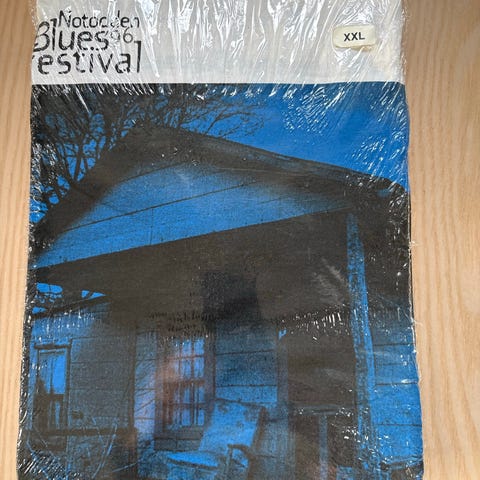 Notodden
Blues 96
festival
XXL